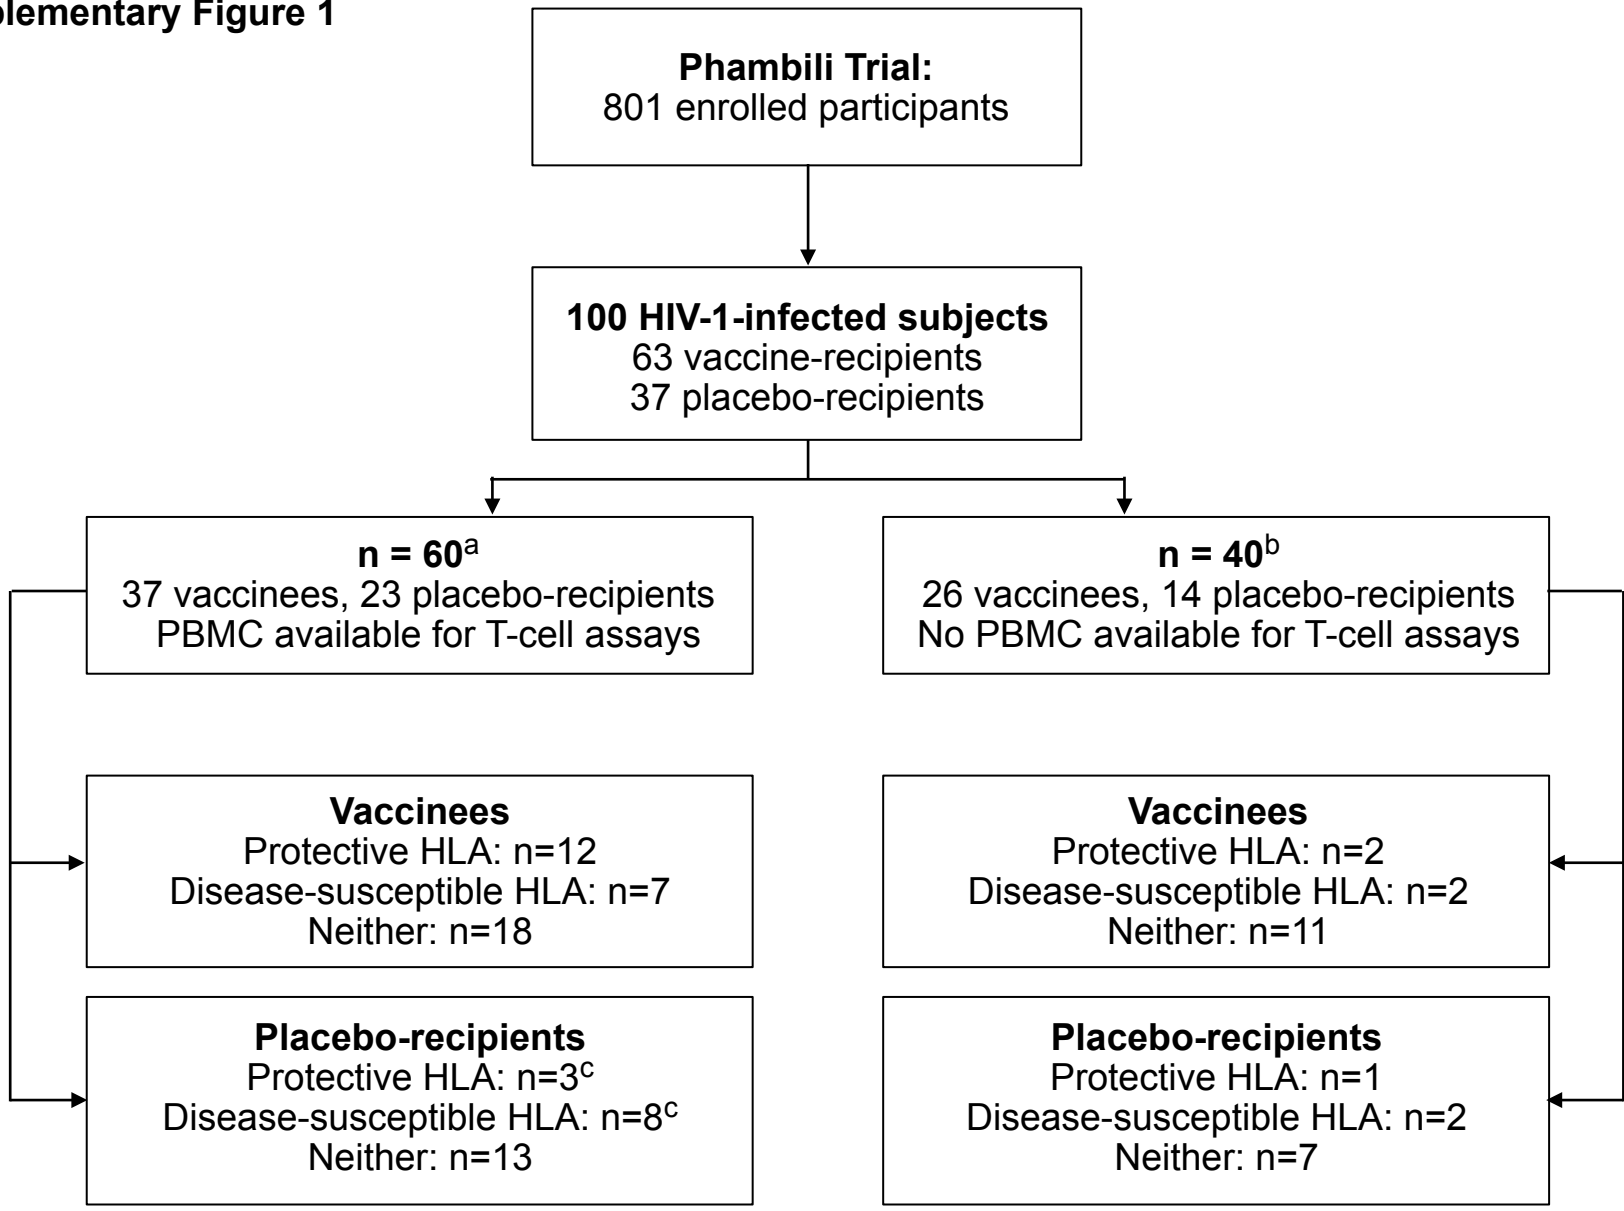 plementary Figure 1
Phambili Trial:
801 enrolled participants
100 HIV-1-infected subjects
63 vaccine-recipients
37 placebo-recipients
n = 60a
37 vaccinees, 23 placebo-recipients
PBMC available for T-cell assays
n = 40b
26 vaccinees, 14 placebo-recipients
No PBMC available for T-cell assays
Vaccinees
Protective HLA: n=12
Disease-susceptible HLA: n=7
Neither: n=18
Vaccinees
Protective HLA: n=2
Disease-susceptible HLA: n=2
Neither: n=11
Placebo-recipients
Protective HLA: n=3c
Disease-susceptible HLA: n=8c
Neither: n=13
Placebo-recipients
Protective HLA: n=1
Disease-susceptible HLA: n=2
Neither: n=7